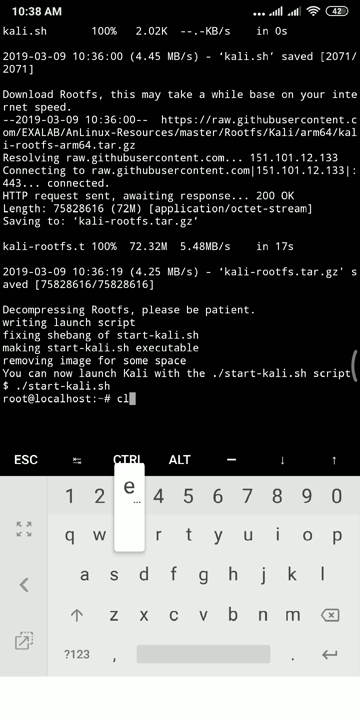 10:38 AM
42
kali.sh 100% 2.02K --.-KB/s in 0s
2019-03-09 10:36:00 (4.45 MB/s) - ‘kali.sh’ saved [2071/
2071]
Download Rootfs, this may take a while base on your inte
rnet speed.
--2019-03-09 10:36:00-- https://raw.githubusercontent.c
om/EXALAB/AnLinux-Resources/master/Rootfs/Kali/arm64/kal
i-rootfs-arm64.tar.gz
Resolving raw.githubusercontent.com... 151.101.12.133
Connecting to raw.githubusercontent.com|151.101.12.133|:
443... connected.
HTTP request sent, awaiting response... 200 OK
Length: 75828616 (72M) [application/octet-stream]
Saving to: ‘kali-rootfs.tar.gz’
kali-rootfs.t 100% 72.32M 5.48MB/s in 17s
2019-03-09 10:36:19 (4.25 MB/s) - ‘kali-rootfs.tar.gz’ s
aved [75828616/75828616]
Decompressing Rootfs, please be patient.
writing launch script
fixing shebang of start-kali.sh
making start-kali.sh executable
removing image for some space
You can now launch Kali with the ./start-kali.sh script
$ ./start-kali.sh
root@localhost:~# cl
ESC ↹ CTRL ALT — ↓ ↑
1 2 4 5 6 7 8 9 0
e
...
q w r t y u i o p
a s d f g h j k l
z x c v b n m
?123 , .